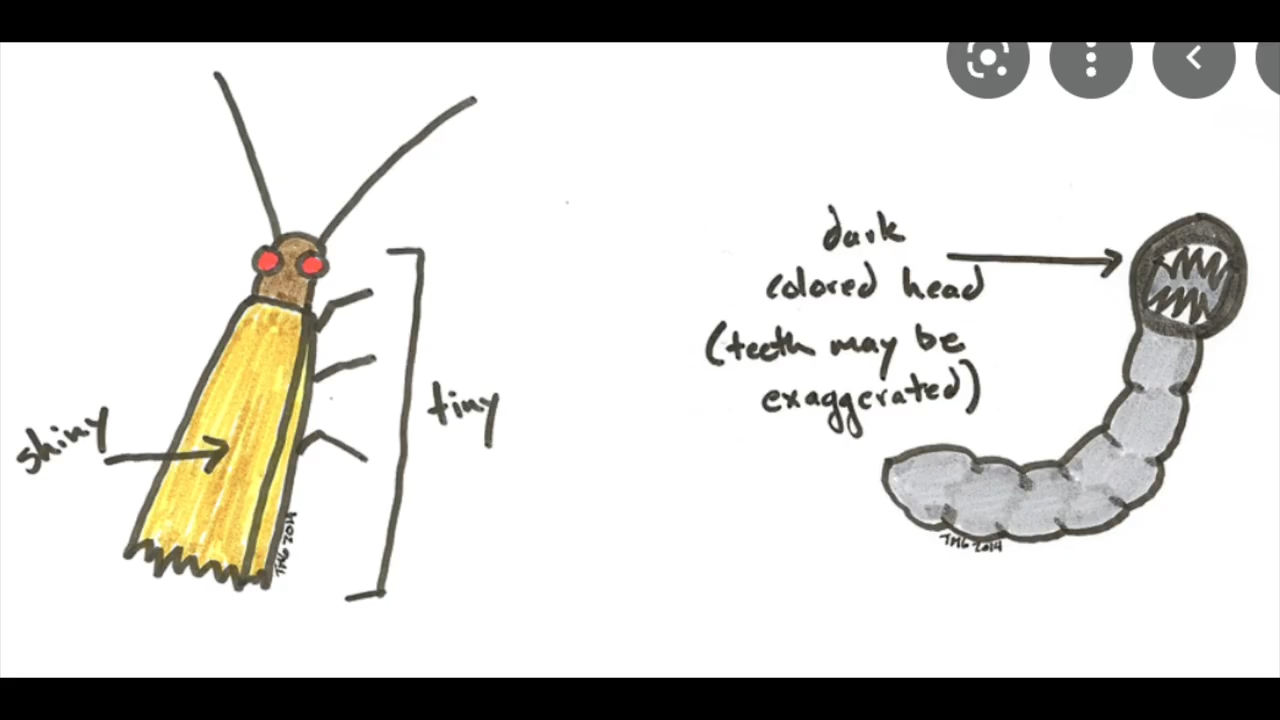 shiny
tiny
TMG 2014
dark
colored head
(teeth may be
exaggerated)
TMG 2014